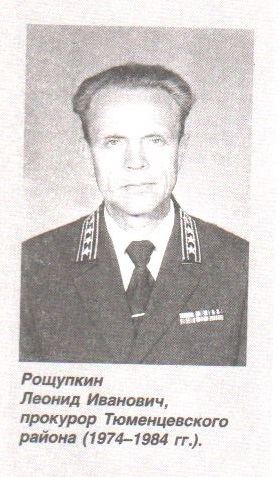 Рощупкин
Леонид Иванович,
прокурор Тюменцевского
района (1974–1984 гг.).